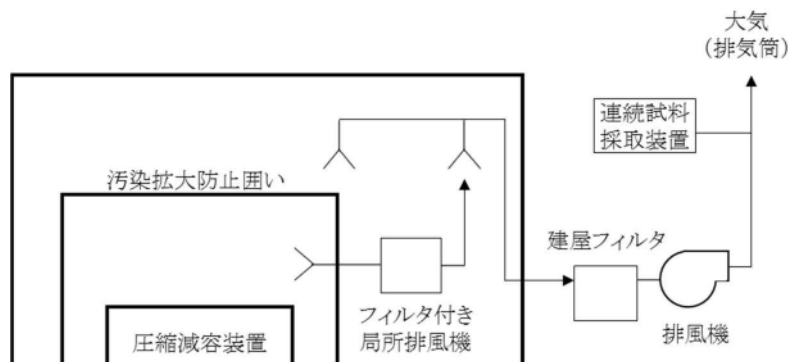 大気
（排気筒）
連続試料
採取装置
汚染拡大防止囲い
建屋フィルタ
フィルタ付き
局所排風機
排風機
圧縮減容装置